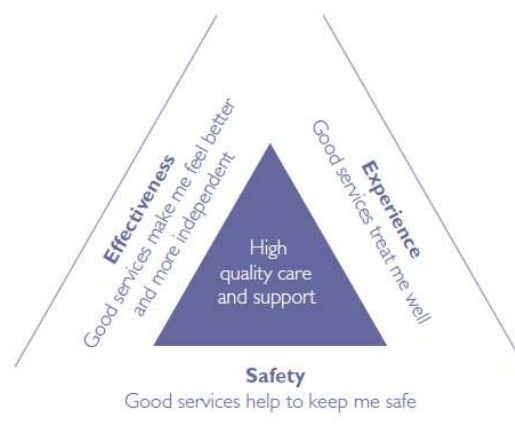 Effectiveness
Good services make me feel better
and more independent
Experience
Good services treat me well
High
quality care
and support
Safety
Good services help to keep me safe